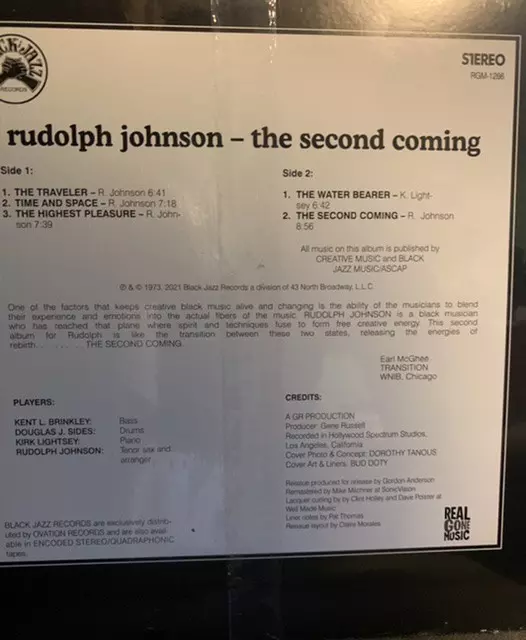 CK JAZZ
RECORDS
STEREO
RGM-1266
rudolph johnson – the second coming
Side 1:
1. THE TRAVELER – R. Johnson 6:41
2. TIME AND SPACE – R. Johnson 7:18
3. THE HIGHEST PLEASURE – R. John-
son 7:39
Side 2:
1. THE WATER BEARER – K. Light-
sey 6:42
2. THE SECOND COMING – R. Johnson
8:56
All music on this album is published by
CREATIVE MUSIC and BLACK
JAZZ MUSIC/ASCAP
℗ & © 1973, 2021 Black Jazz Records a division of 43 North Broadway, L.L.C
One of the factors that keeps creative black music alive and changing is the ability of the musicians to blend
their experience and emotions into the actual fibers of the music. RUDOLPH JOHNSON is a black musician
who has reached that plane where spirit and techniques fuse to form free creative energy. This second
album for Rudolph is like the transition between these two states, releasing the energies of
rebirth. . . . . . . .THE SECOND COMING.
Earl McGhee
TRANSITION
WNIB, Chicago
PLAYERS:
KENT L. BRINKLEY: Bass
DOUGLAS J. SIDES: Drums
KIRK LIGHTSEY: Piano
RUDOLPH JOHNSON: Tenor sax and
arranger
BLACK JAZZ RECORDS are exclusively distrib-
uted by OVATION RECORDS and are also avail-
able in ENCODED STEREO/QUADRAPHONIC
tapes.
CREDITS:
A GR PRODUCTION
Producer: Gene Russell
Recorded in Hollywood Spectrum Studios,
Los Angeles, California
Cover Photo & Concept: DOROTHY TANOUS
Cover Art & Liners: BUD DOTY
Reissue produced for release by Gordon Anderson
Remastered by Mike Milchner at SonicVision
Lacquer cutting by by Clint Holley and Dave Polster at
Well Made Music
Liner notes by Pat Thomas
Reissue layout by Claire Morales
REAL
GONE
MUSIC